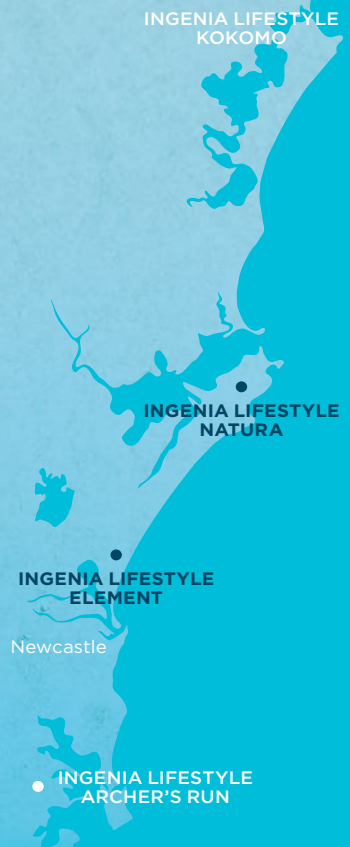 INGENIA LIFESTYLE
KOKOMO
INGENIA LIFESTYLE
NATURA
INGENIA LIFESTYLE
ELEMENT
Newcastle
INGENIA LIFESTYLE
ARCHER'S RUN